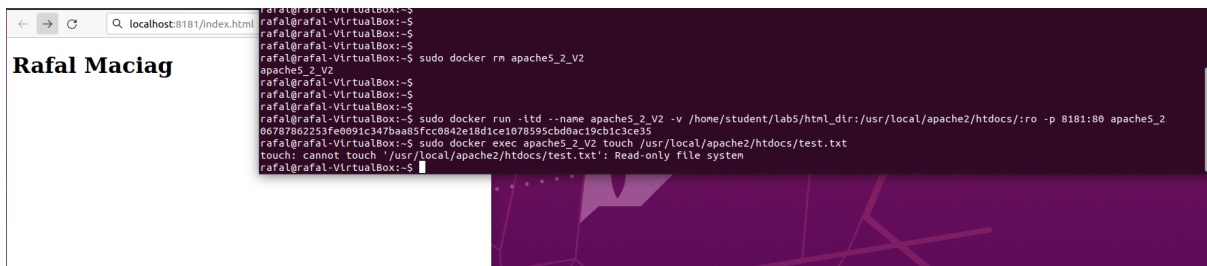 localhost:8181/index.html
Rafal Maciag
rafal@rafal-VirtualBox:~$
rafal@rafal-VirtualBox:~$
rafal@rafal-VirtualBox:~$
rafal@rafal-VirtualBox:~$
rafal@rafal-VirtualBox:~$ sudo docker rm apache5_2_V2
apache5_2_V2
rafal@rafal-VirtualBox:~$
rafal@rafal-VirtualBox:~$
rafal@rafal-VirtualBox:~$
rafal@rafal-VirtualBox:~$ sudo docker run -itd --name apache5_2_V2 -v /home/student/lab5/html_dir:/usr/local/apache2/htdocs/:ro -p 8181:80 apache5_2
06787862253fe0091c347baa85fcc0842e18d1ce1078595cbd0ac19cb1c3ce35
rafal@rafal-VirtualBox:~$ sudo docker exec apache5_2_V2 touch /usr/local/apache2/htdocs/test.txt
touch: cannot touch '/usr/local/apache2/htdocs/test.txt': Read-only file system
rafal@rafal-VirtualBox:~$